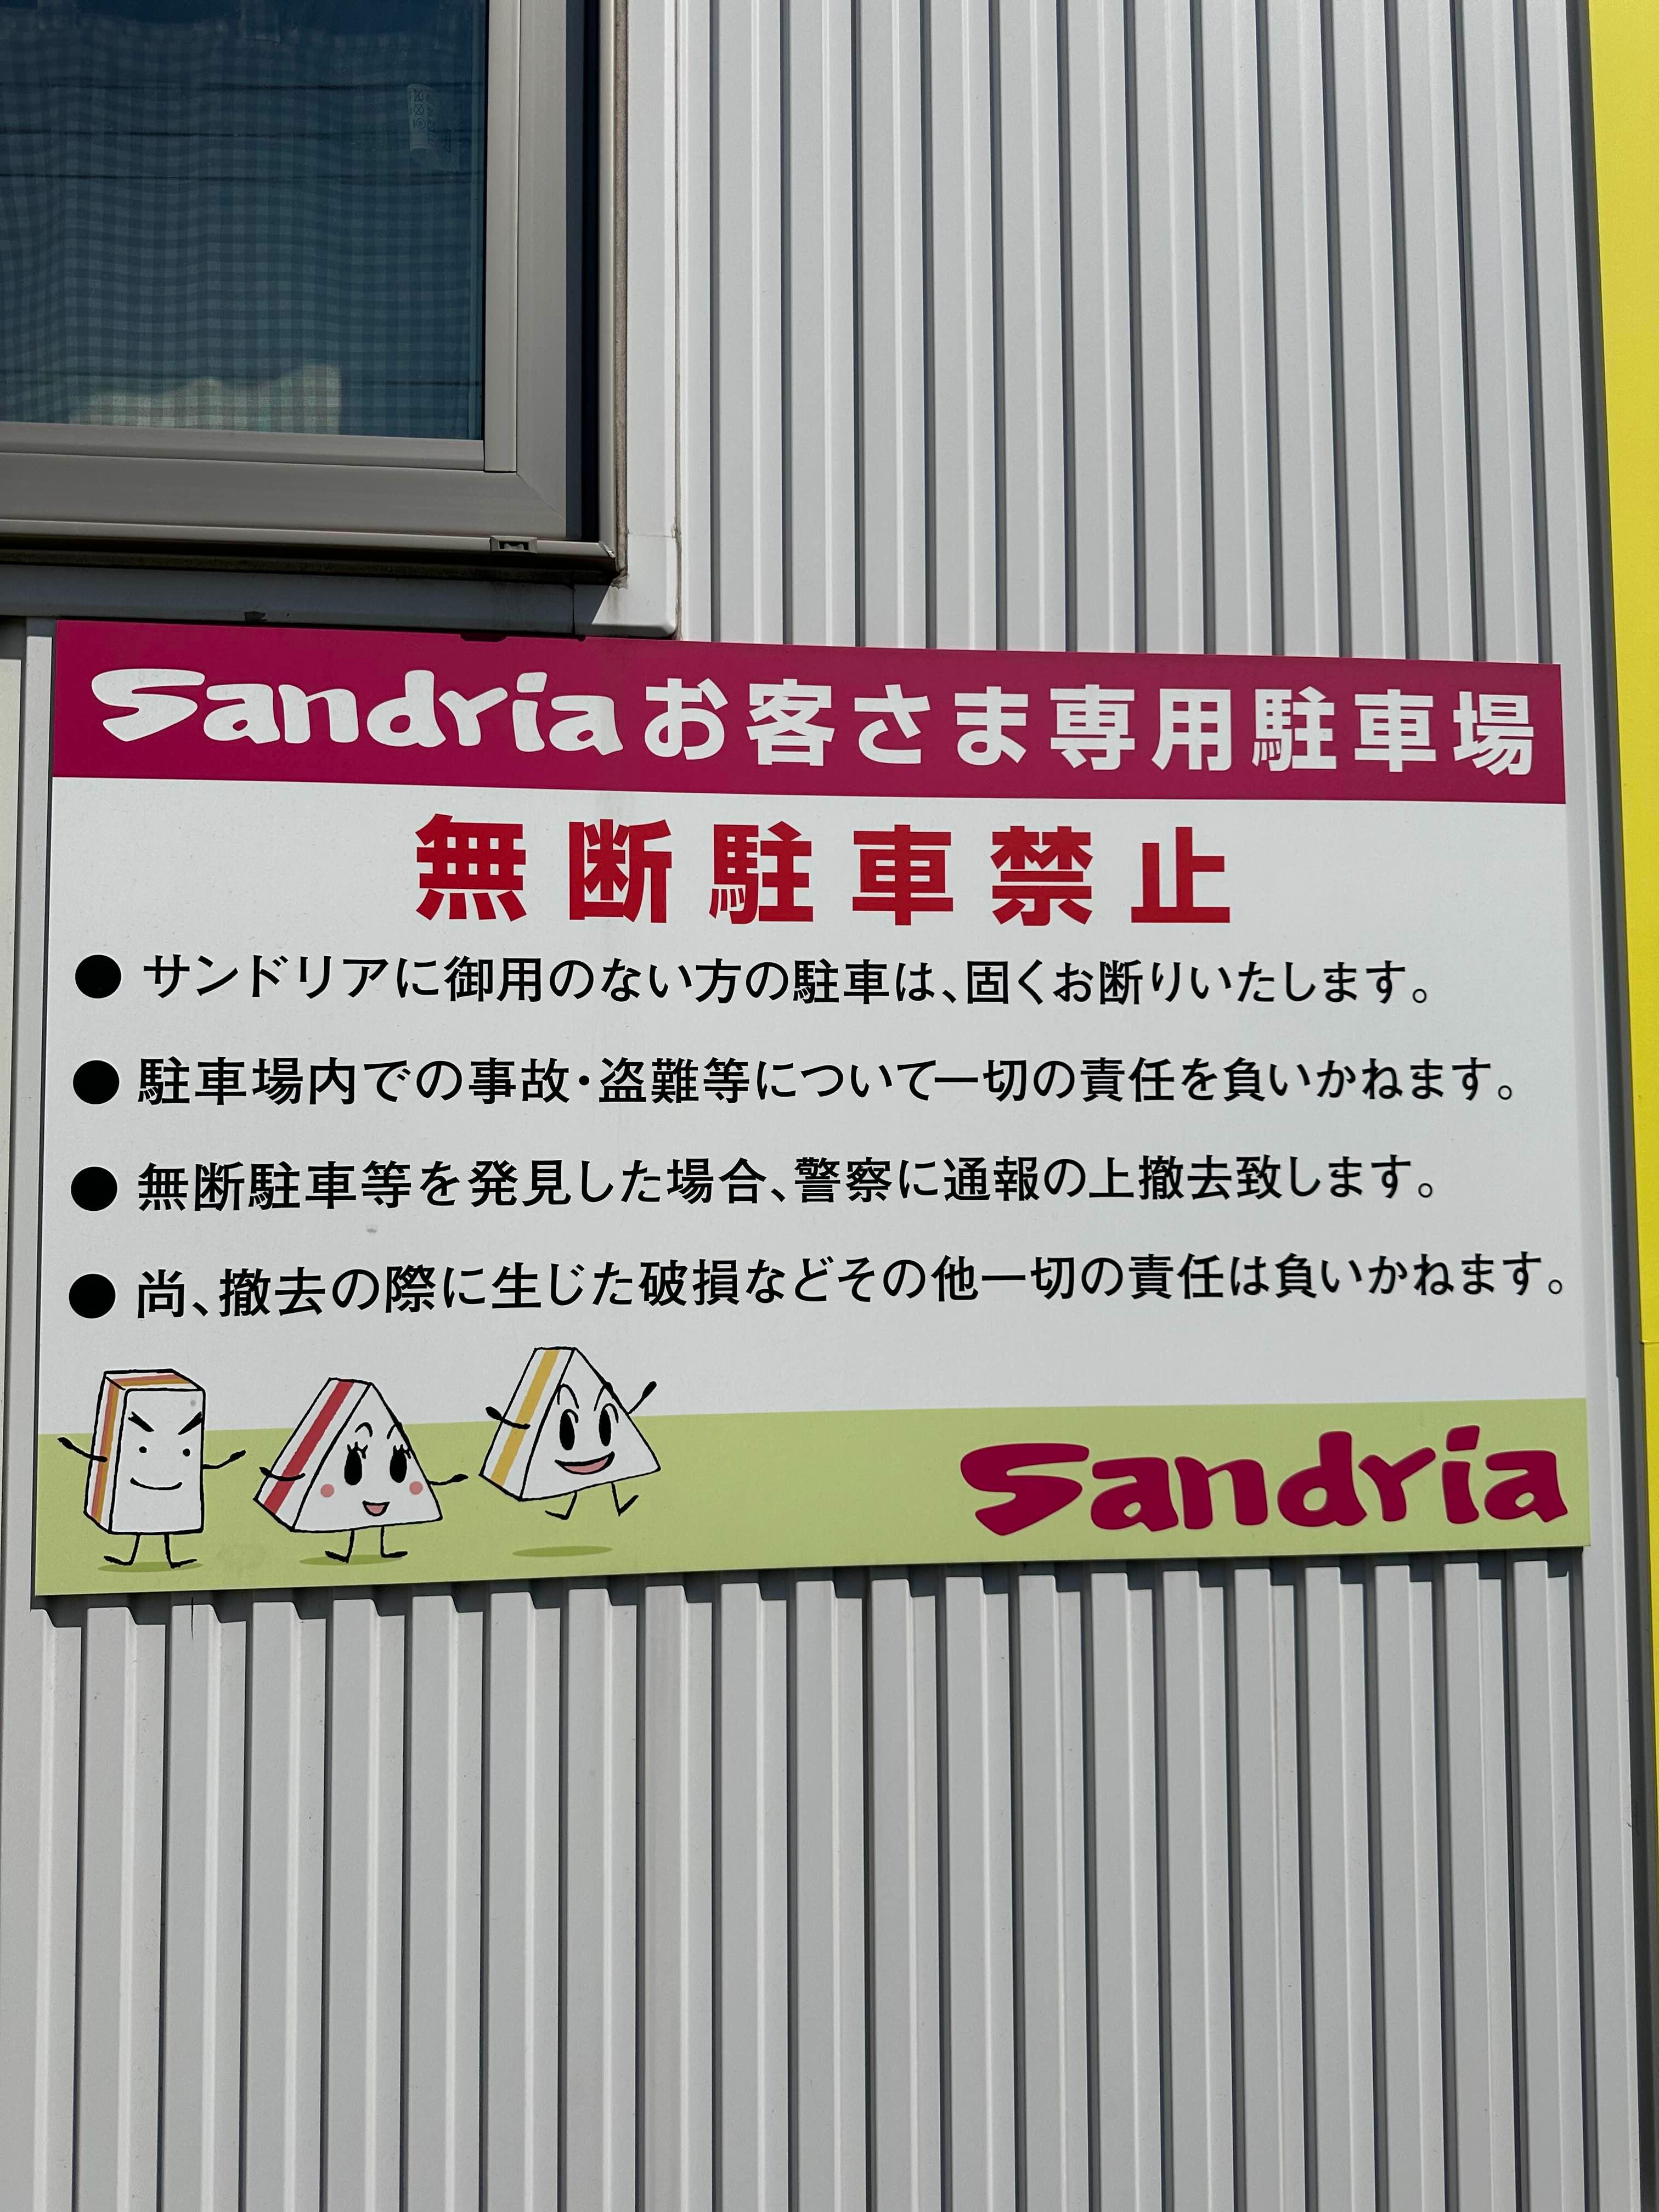 Sandriaお客さま専用駐車場
無断駐車禁止
●サンドリアに御用のない方の駐車は、固くお断りいたします。
●駐車場内での事故・盗難等について一切の責任を負いかねます。
●無断駐車等を発見した場合、警察に通報の上撤去致します。
●尚、撤去の際に生じた破損などその他一切の責任は負いかねます。
Sandria